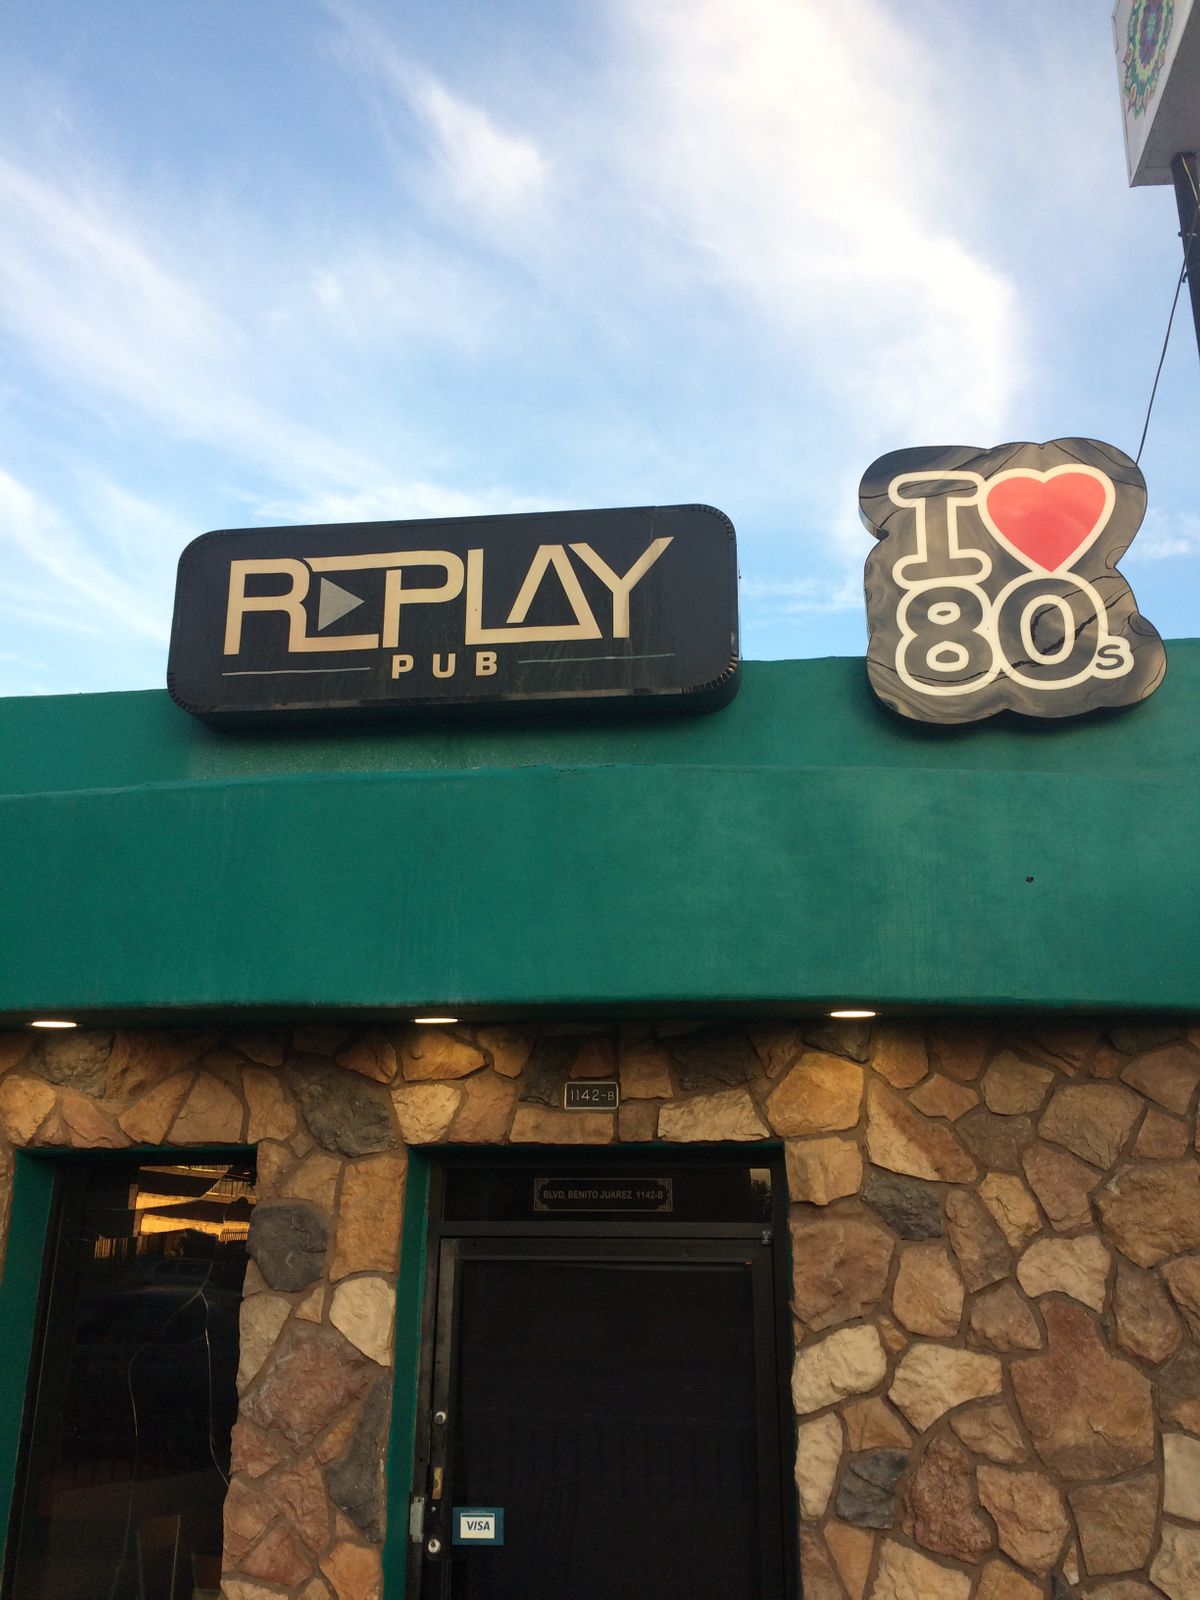 REPLAY
PUB
I ♥
80s
1142-B
BLVD. BENITO JUAREZ 1142-B
VISA